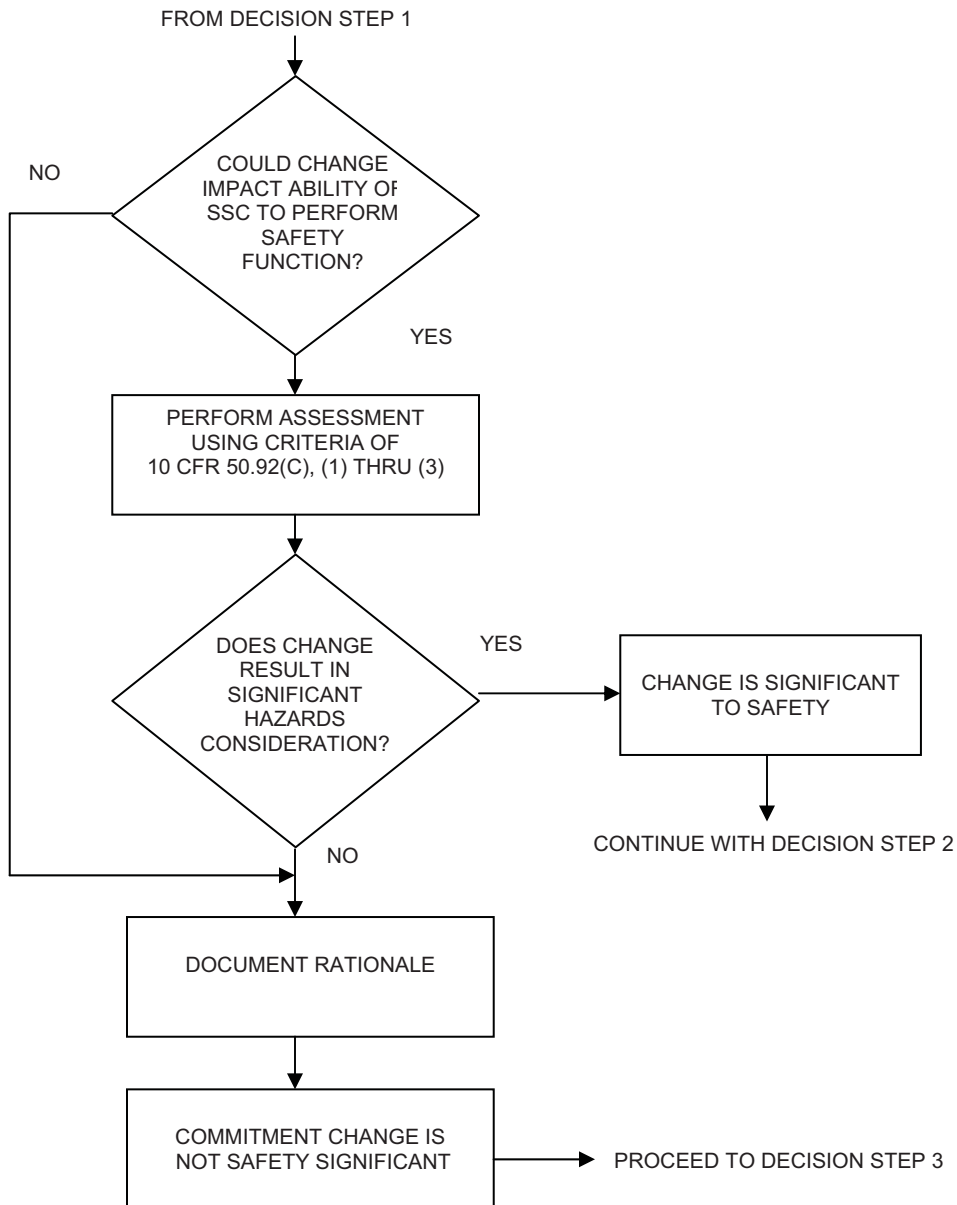 FROM DECISION STEP 1
NO
COULD CHANGE
IMPACT ABILITY OF
SSC TO PERFORM
SAFETY
FUNCTION?
YES
PERFORM ASSESSMENT
USING CRITERIA OF
10 CFR 50.92(C), (1) THRU (3)
DOES CHANGE
RESULT IN
SIGNIFICANT
HAZARDS
CONSIDERATION?
YES
CHANGE IS SIGNIFICANT
TO SAFETY
CONTINUE WITH DECISION STEP 2
NO
DOCUMENT RATIONALE
COMMITMENT CHANGE IS
NOT SAFETY SIGNIFICANT
PROCEED TO DECISION STEP 3